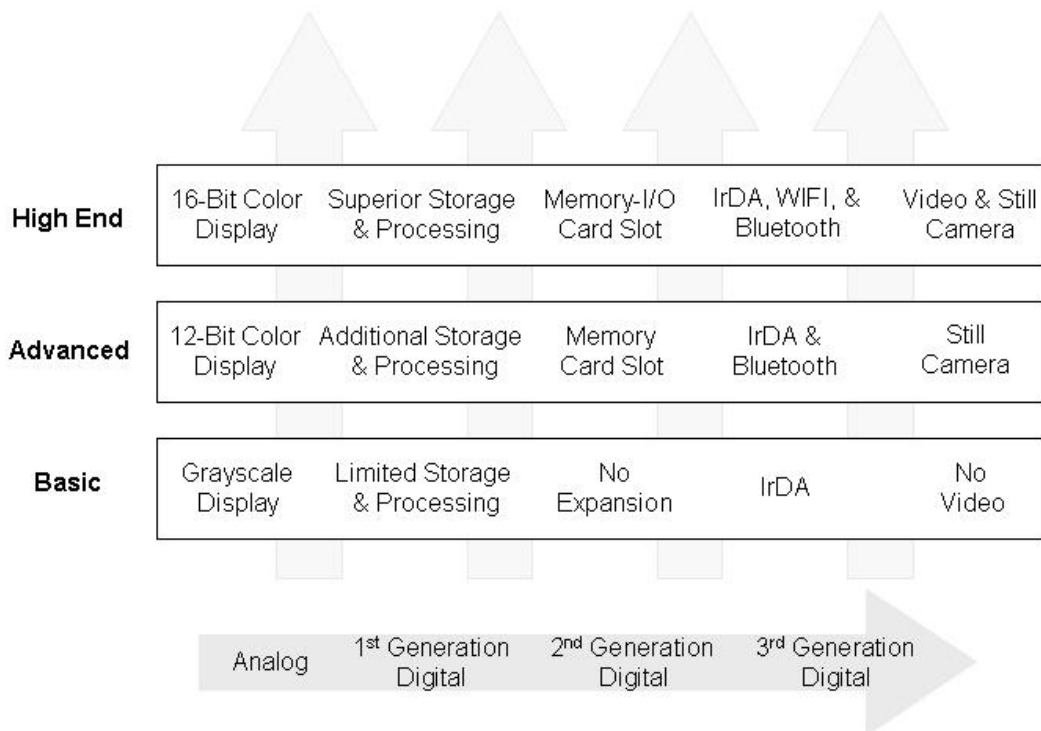 High End
16-Bit Color
Display
Superior Storage
& Processing
Memory-I/O
Card Slot
IrDA, WIFI, &
Bluetooth
Video & Still
Camera
Advanced
12-Bit Color
Display
Additional Storage
& Processing
Memory
Card Slot
IrDA &
Bluetooth
Still
Camera
Basic
Grayscale
Display
Limited Storage
& Processing
No
Expansion
IrDA
No
Video
Analog
1st Generation
Digital
2nd Generation
Digital
3rd Generation
Digital